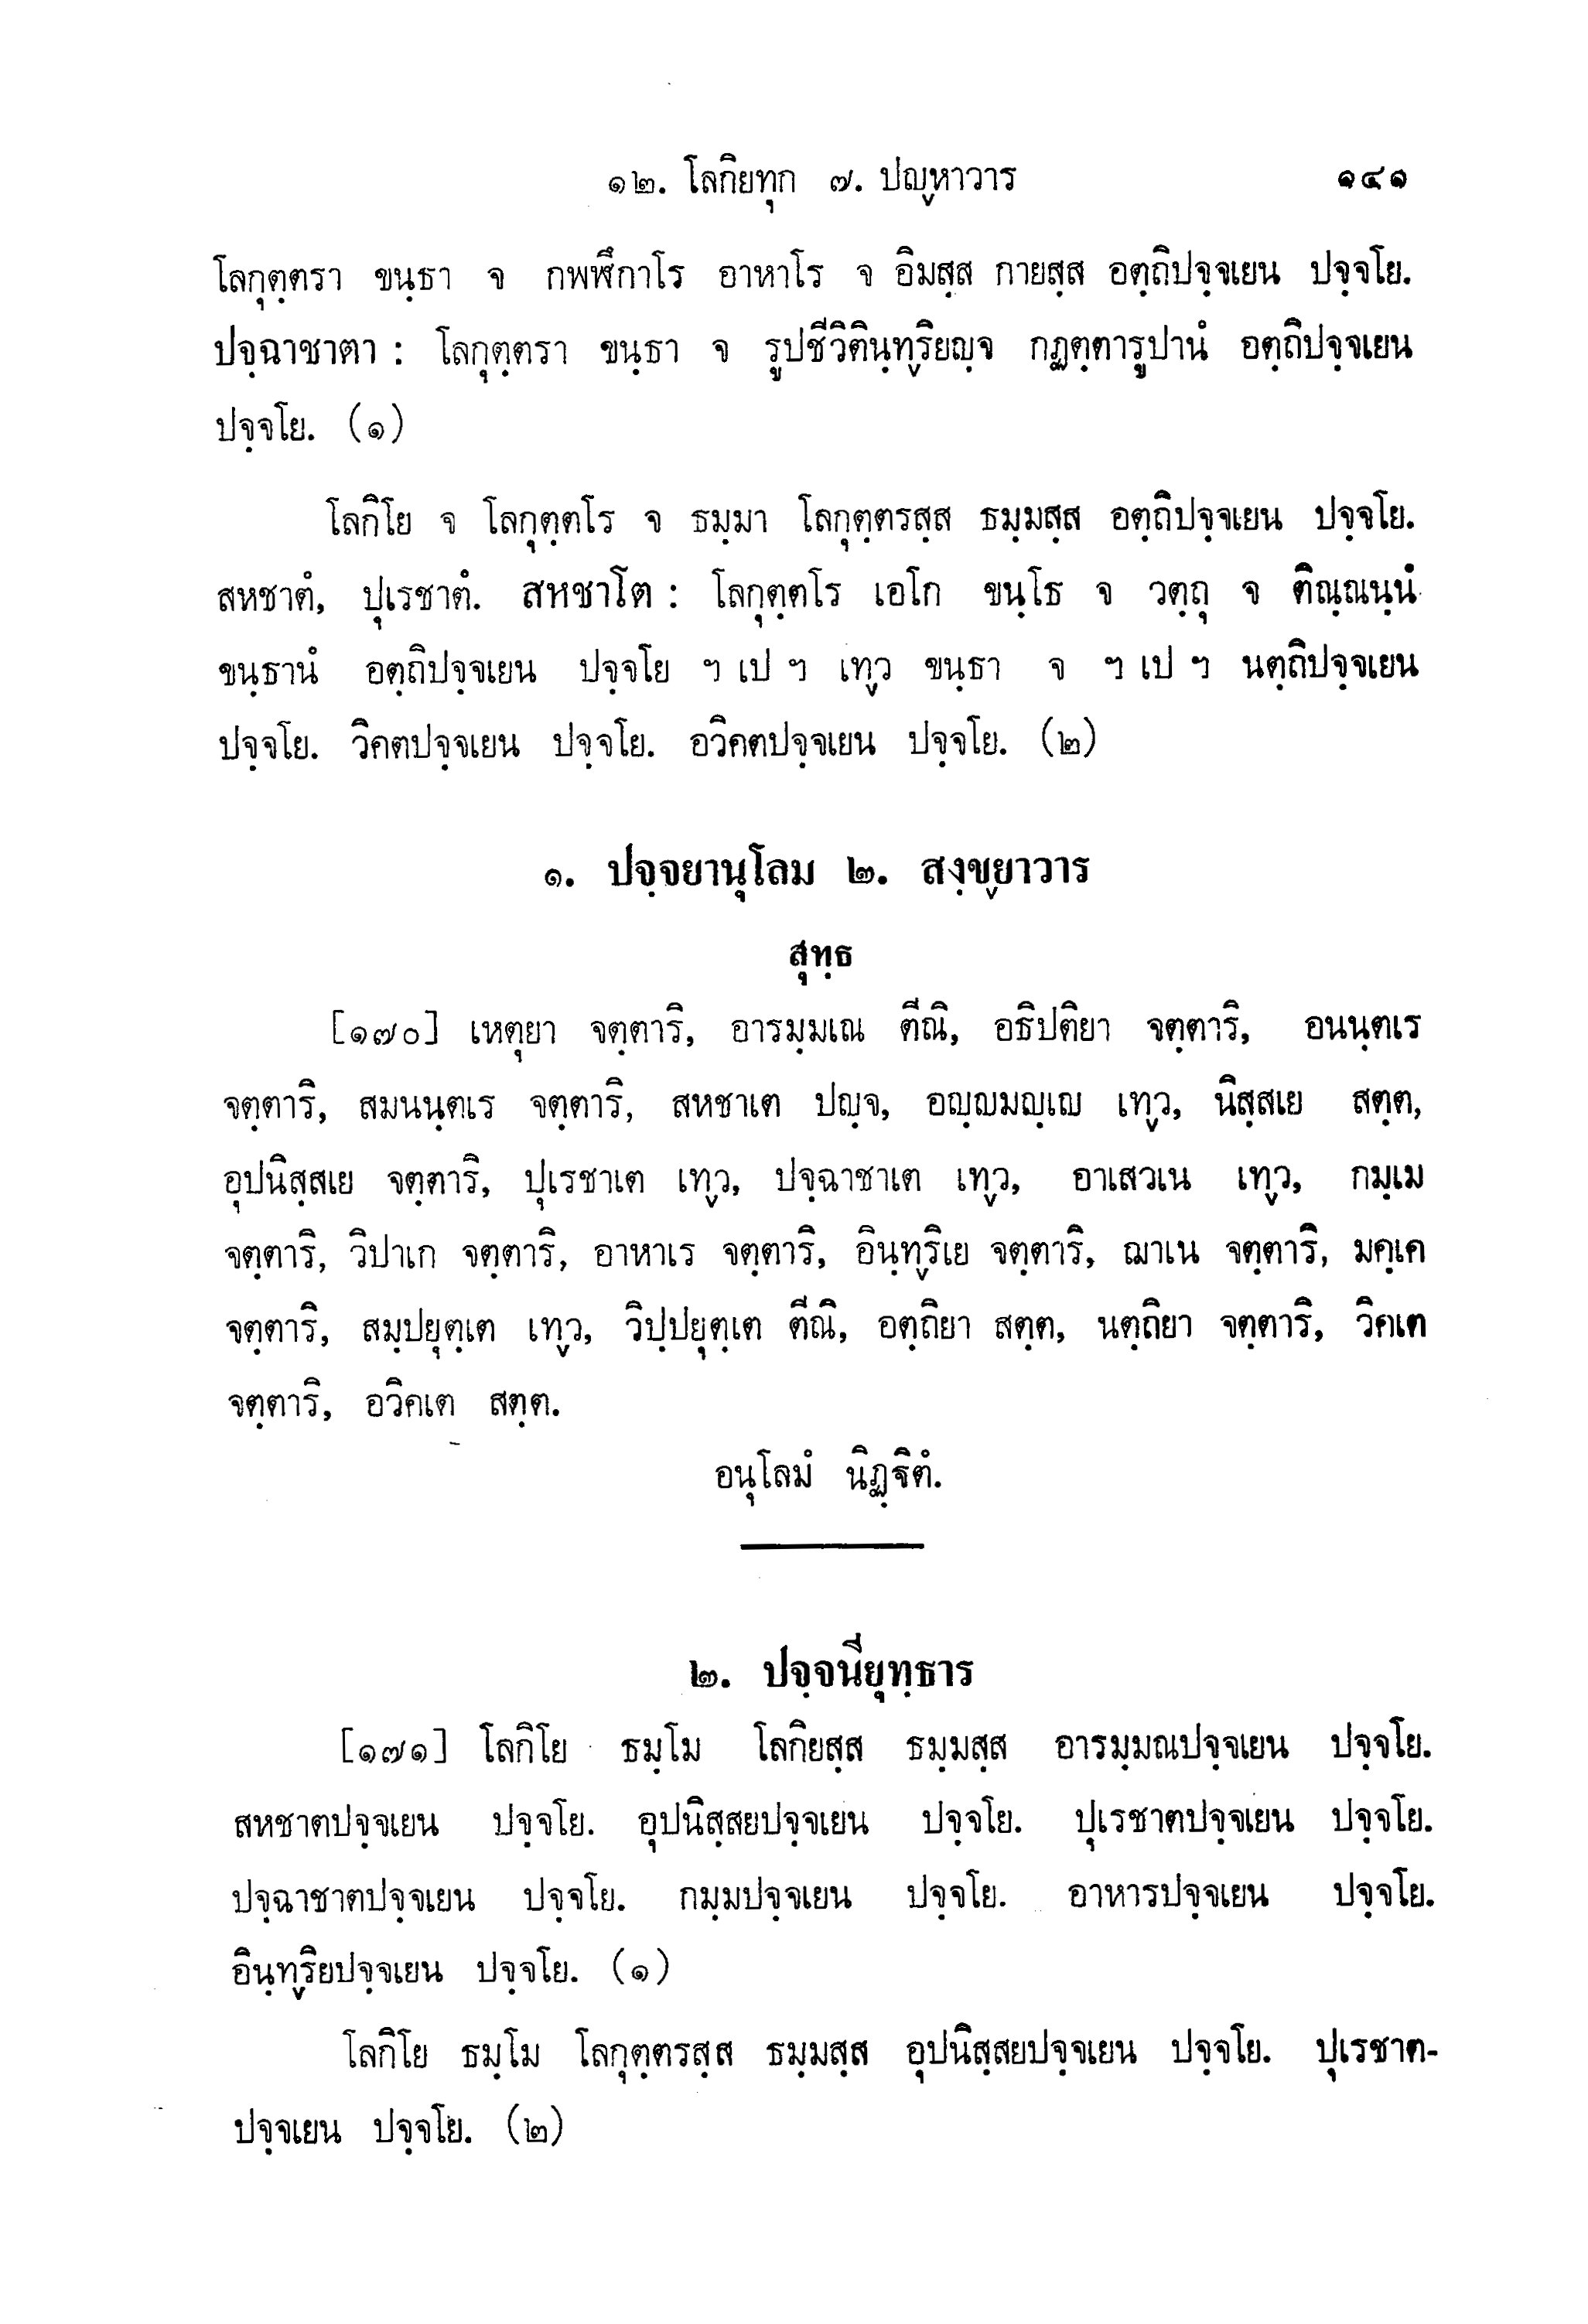 ๑๒. โลกิยทุก ๗. ปญฺหาวาร ๑๔๑
โลกุตฺตรา ขนฺธา จ กพฬีกาโร อาหาโร จ อิมสฺส กายสฺส อตฺถิปจฺจเยน ปจฺจโย.
ปจฺฉาชาตา : โลกุตฺตรา ขนฺธา จ รูปชีวิตินฺทฺริยญฺจ กฏตฺตารูปานํ อตฺถิปจฺจเยน
ปจฺจโย. (๑)
โลกิโย จ โลกุตฺตโร จ ธมฺมา โลกุตฺตรสฺส ธมฺมสฺส อตฺถิปจฺจเยน ปจฺจโย.
สหชาตํ, ปุเรชาตํ. สหชาโต : โลกุตฺตโร เอโก ขนฺโธ จ วตฺถุ จ ติณฺณนฺนํ
ขนฺธานํ อตฺถิปจฺจเยน ปจฺจโย ฯ เป ฯ เทฺว ขนฺธา จ ฯ เป ฯ นตฺถิปจฺจเยน
ปจฺจโย. วิคตปจฺจเยน ปจฺจโย. อวิคตปจฺจเยน ปจฺจโย. (๒)
๑. ปจฺจยานุโลม ๒. สงฺขฺยาวาร
สุทฺธ
[๑๗๐] เหตุยา จตฺตาริ, อารมฺมเณ ตีณิ, อธิปติยา จตฺตาริ, อนนฺตเร
จตฺตาริ, สมนนฺตเร จตฺตาริ, สหชาเต ปญฺจ, อญฺญมญฺเญ เทฺว, นิสฺสเย สตฺต,
อุปนิสฺสเย จตฺตาริ, ปุเรชาเต เทฺว, ปจฺฉาชาเต เทฺว, อาเสวเน เทฺว, กมฺเม
จตฺตาริ, วิปาเก จตฺตาริ, อาหาเร จตฺตาริ, อินฺทฺริเย จตฺตาริ, ฌาเน จตฺตาริ, มคฺเค
จตฺตาริ, สมฺปยุตฺเต เทฺว, วิปฺปยุตฺเต ตีณิ, อตฺถิยา สตฺต, นตฺถิยา จตฺตาริ, วิคเต
จตฺตาริ, อวิคเต สตฺต.
อนุโลมํ นิฏฺฐิตํ.
๒. ปจฺจนียุทฺธาร
[๑๗๑] โลกิโย ธมฺโม โลกิยสฺส ธมฺมสฺส อารมฺมณปจฺจเยน ปจฺจโย.
สหชาตปจฺจเยน ปจฺจโย. อุปนิสฺสยปจฺจเยน ปจฺจโย. ปุเรชาตปจฺจเยน ปจฺจโย.
ปจฺฉาชาตปจฺจเยน ปจฺจโย. กมฺมปจฺจเยน ปจฺจโย. อาหารปจฺจเยน ปจฺจโย.
อินฺทฺริยปจฺจเยน ปจฺจโย. (๑)
โลกิโย ธมฺโม โลกุตฺตรสฺส ธมฺมสฺส อุปนิสฺสยปจฺจเยน ปจฺจโย. ปุเรชาต-
ปจฺจเยน ปจฺจโย. (๒)